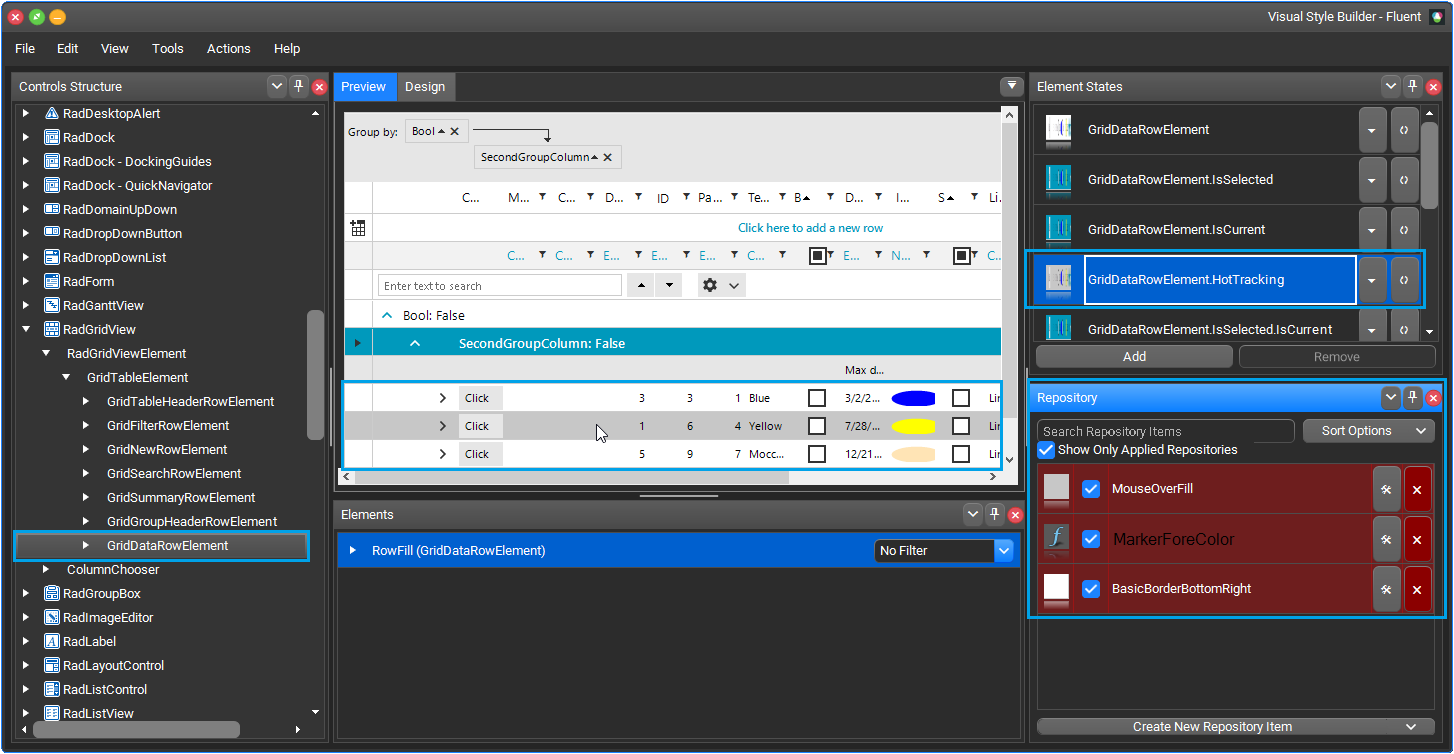 Visual Style Builder - Fluent
File Edit View Tools Actions Help
Controls Structure
RadDesktopAlert
RadDock
RadDock - DockingGuides
RadDock - QuickNavigator
RadDomainUpDown
RadDropDownButton
RadDropDownList
RadForm
RadGanttView
RadGridView
RadGridViewElement
GridTableElement
GridTableHeaderRowElement
GridFilterRowElement
GridNewRowElement
GridSearchRowElement
GridSummaryRowElement
GridGroupHeaderRowElement
GridDataRowElement
ColumnChooser
RadGroupBox
RadImageEditor
RadLabel
RadLayoutControl
RadListControl
RadListView
Preview Design
Group by: Bool
SecondGroupColumn
C... M... C... D... ID Pa... Te... B D... I... S Li
Click here to add a new row
C... C... E... E... E... C... E... N... C...
Enter text to search
Bool: False
SecondGroupColumn: False
Max d...
Click 3 3 1 Blue 3/2/2... Lin
Click 1 6 4 Yellow 7/28/... Lin
Click 5 9 7 Mocc... 12/21... Lin
Elements
RowFill (GridDataRowElement) No Filter
Element States
GridDataRowElement
GridDataRowElement.IsSelected
GridDataRowElement.IsCurrent
GridDataRowElement.HotTracking
GridDataRowElement.IsSelected.IsCurrent
Add Remove
Repository
Search Repository Items Sort Options
Show Only Applied Repositories
MouseOverFill
MarkerForeColor
BasicBorderBottomRight
Create New Repository Item